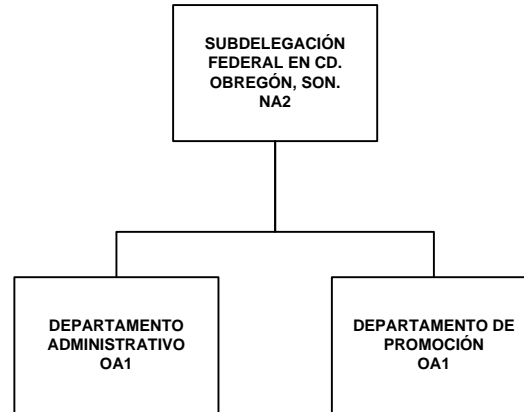 SUBDELEGACIÓN
FEDERAL EN CD.
OBREGÓN, SON.
NA2
DEPARTAMENTO
ADMINISTRATIVO
OA1
DEPARTAMENTO DE
PROMOCIÓN
OA1